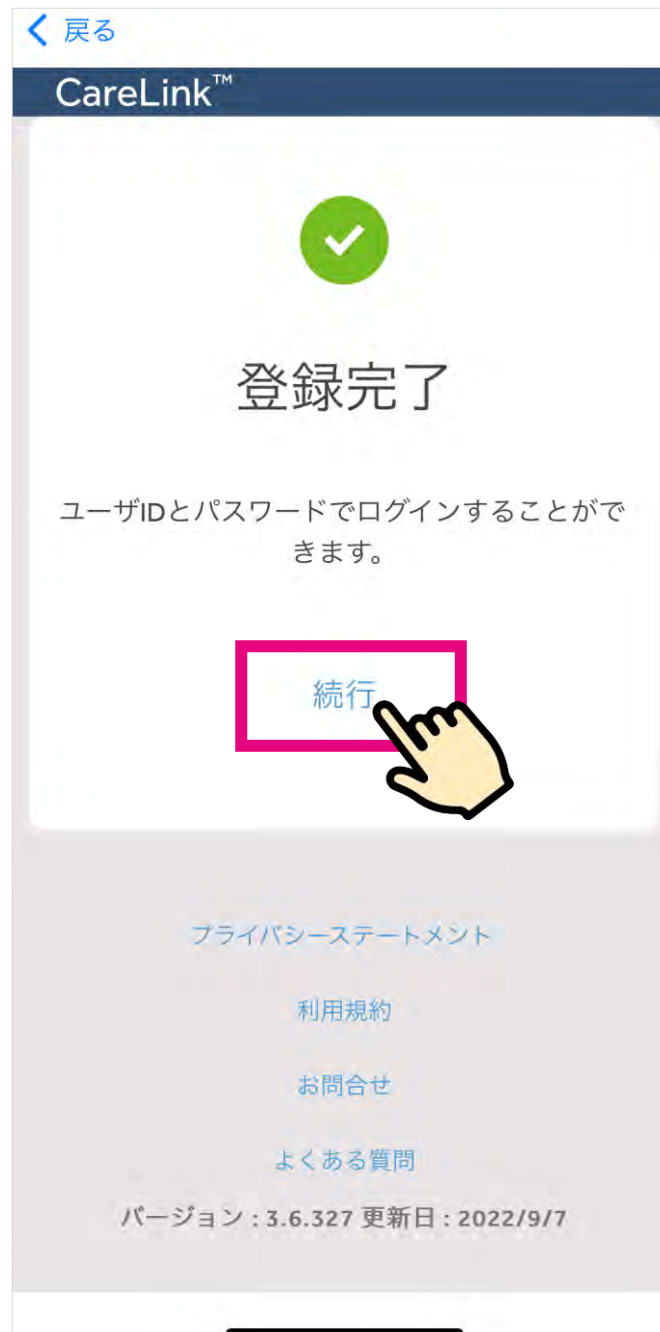 戻る
CareLink™
登録完了
ユーザIDとパスワードでログインすることがで
きます。
続行
プライバシーステートメント
利用規約
お問合せ
よくある質問
バージョン : 3.6.327 更新日 : 2022/9/7